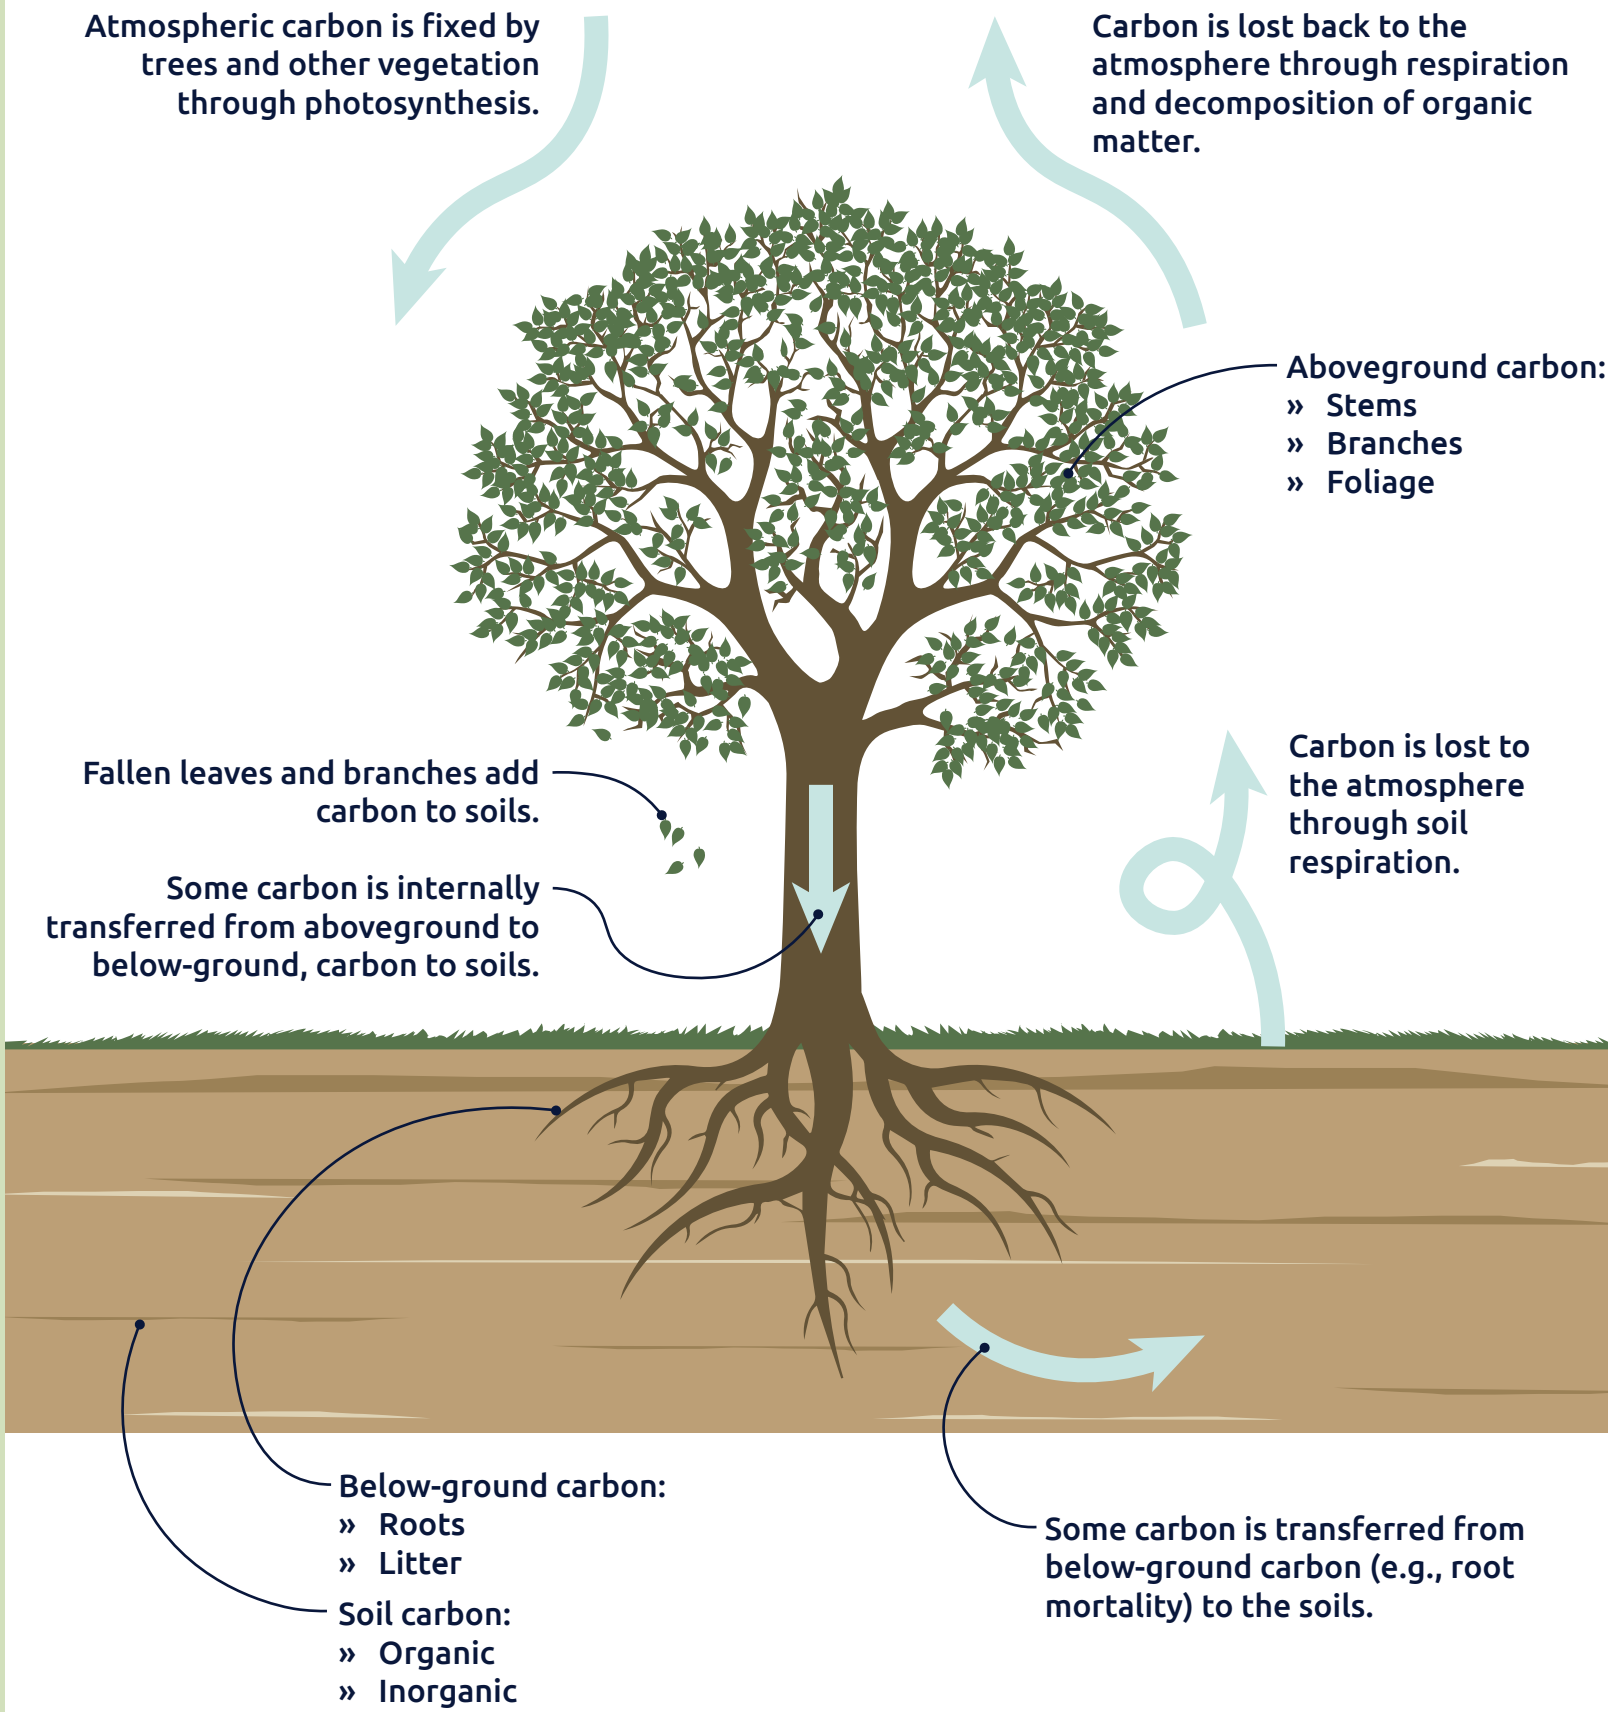 Atmospheric carbon is fixed by
trees and other vegetation
through photosynthesis.
Carbon is lost back to the
atmosphere through respiration
and decomposition of organic
matter.
Aboveground carbon:
» Stems
» Branches
» Foliage
Carbon is lost to
the atmosphere
through soil
respiration.
Fallen leaves and branches add
carbon to soils.
Some carbon is internally
transferred from aboveground to
below-ground, carbon to soils.
Below-ground carbon:
» Roots
» Litter
Soil carbon:
» Organic
» Inorganic
Some carbon is transferred from
below-ground carbon (e.g., root
mortality) to the soils.